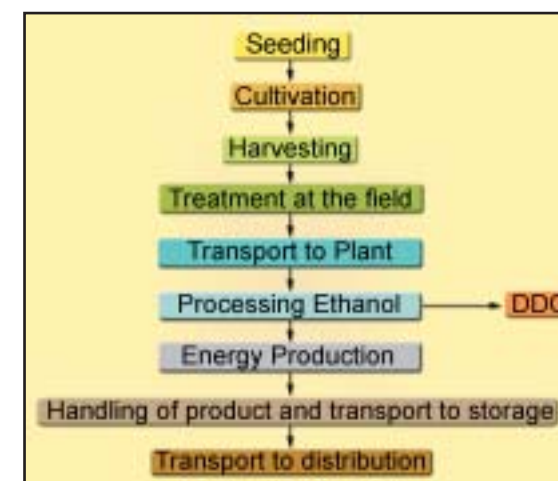 Seeding
Cultivation
Harvesting
Treatment at the field
Transport to Plant
Processing Ethanol
Energy Production
Handling of product and transport to storage
Transport to distribution